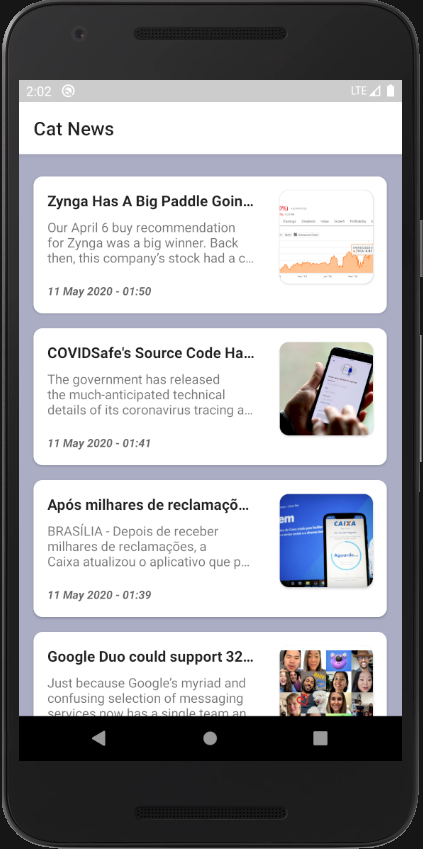 2:02
LTE
Cat News
Zynga Has A Big Paddle Goin...
Our April 6 buy recommendation
for Zynga was a big winner. Back
then, this company's stock had a c...
11 May 2020 - 01:50
COVIDSafe's Source Code Ha...
The government has released
the much-anticipated technical
details of its coronavirus tracing a...
11 May 2020 - 01:41
Após milhares de reclamaçõ...
BRASÍLIA - Depois de receber
milhares de reclamações, a
Caixa atualizou o aplicativo que p...
11 May 2020 - 01:39
em
CAIXA
Aguarde...
Google Duo could support 32...
Just because Google's myriad and
confusing selection of messaging
services now has a single team an